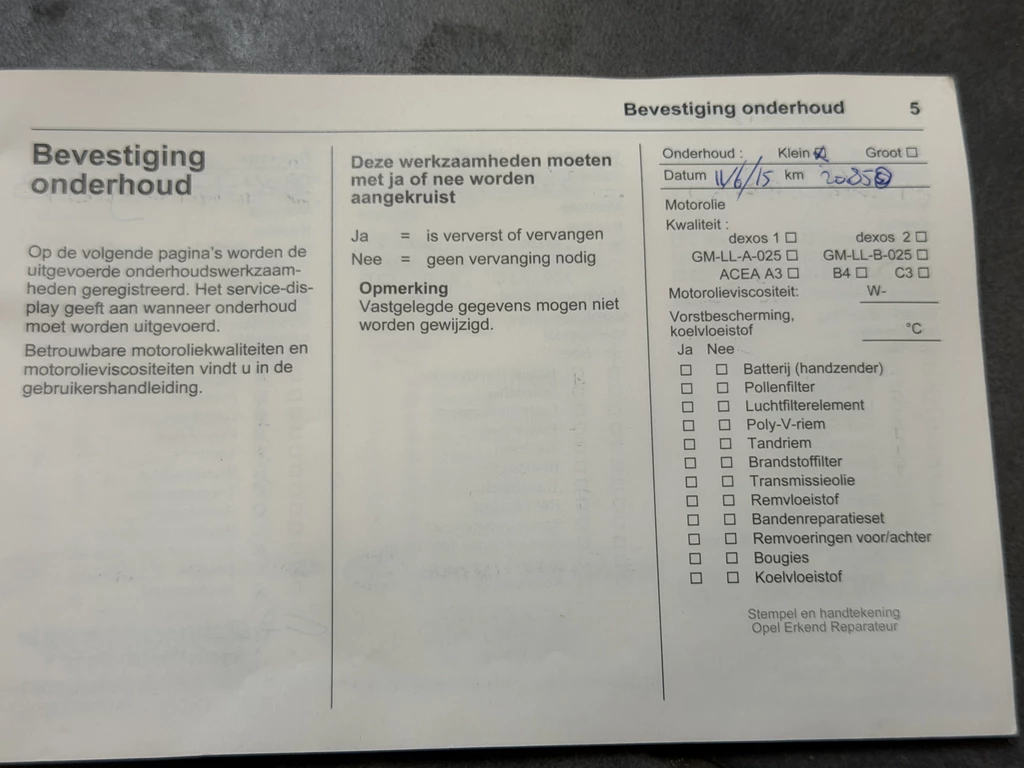 Bevestiging onderhoud 5
Bevestiging
onderhoud
Op de volgende pagina's worden de
uitgevoerde onderhoudswerkzaam-
heden geregistreerd. Het service-dis-
play geeft aan wanneer onderhoud
moet worden uitgevoerd.
Betrouwbare motoroliekwaliteiten en
motorolieviscositeiten vindt u in de
gebruikershandleiding.
Deze werkzaamheden moeten
met ja of nee worden
aangekruist
Ja = is ververst of vervangen
Nee = geen vervanging nodig
Opmerking
Vastgelegde gegevens mogen niet
worden gewijzigd.
Onderhoud : Klein ☒ Groot ☐
Datum 11/6/15 km
Motorolie
Kwaliteit :
dexos 1 ☐ dexos 2 ☐
GM-LL-A-025 ☐ GM-LL-B-025 ☐
ACEA A3 ☐ B4 ☐ C3 ☐
Motorolieviscositeit: W-
Vorstbescherming,
koelvloeistof °C
Ja Nee
☐ ☐ Batterij (handzender)
☐ ☐ Pollenfilter
☐ ☐ Luchtfilterelement
☐ ☐ Poly-V-riem
☐ ☐ Tandriem
☐ ☐ Brandstoffilter
☐ ☐ Transmissieolie
☐ ☐ Remvloeistof
☐ ☐ Bandenreparatieset
☐ ☐ Remvoeringen voor/achter
☐ ☐ Bougies
☐ ☐ Koelvloeistof
Stempel en handtekening
Opel Erkend Reparateur